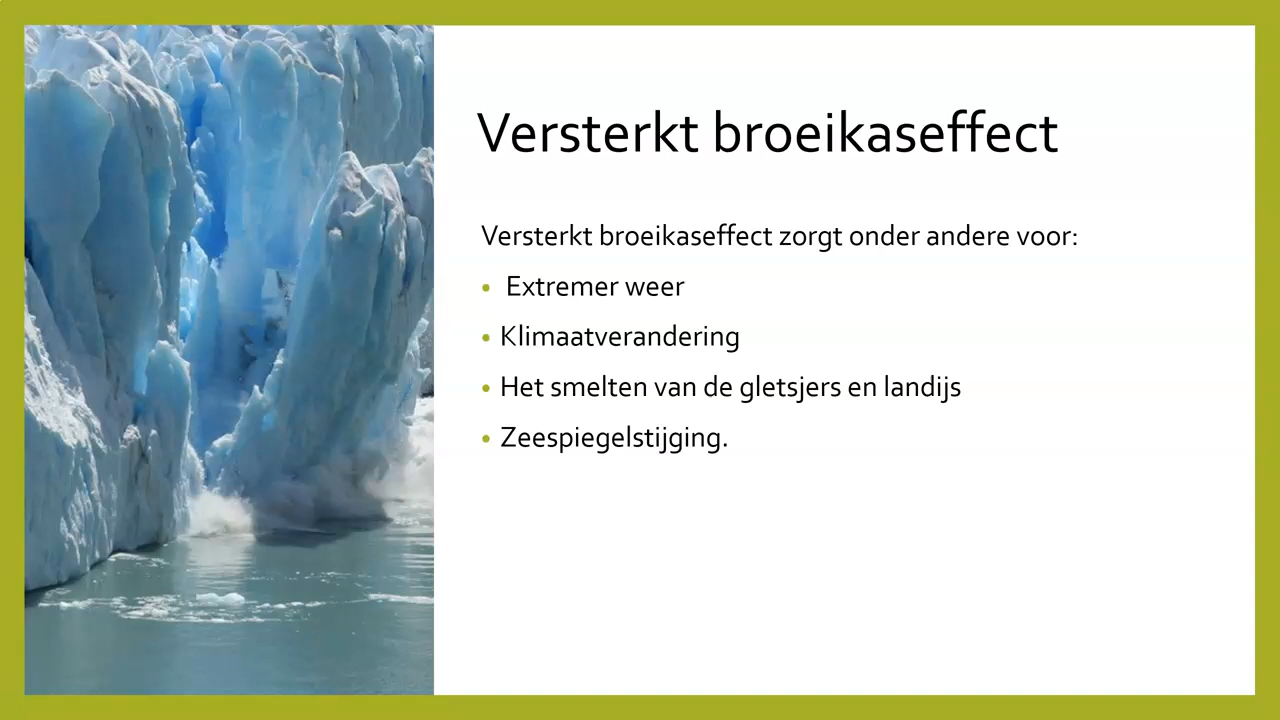 Versterkt broeikaseffect
Versterkt broeikaseffect zorgt onder andere voor:
• Extremer weer
• Klimaatverandering
• Het smelten van de gletsjers en landijs
• Zeespiegelstijging.